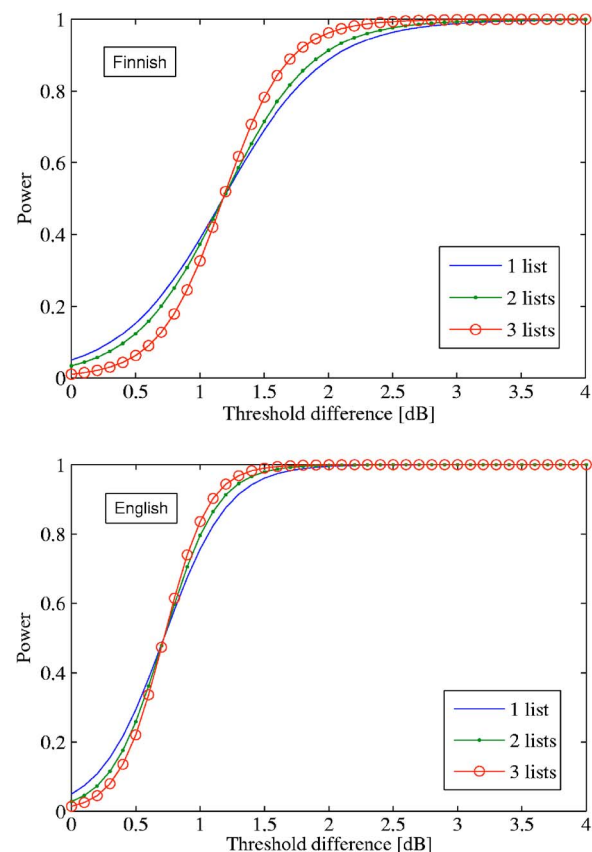 1
0.8
0.6
0.4
0.2
0
Power
Finnish
1 list
2 lists
3 lists
0 0.5 1 1.5 2 2.5 3 3.5 4
Threshold difference [dB]
1
0.8
0.6
0.4
0.2
0
Power
English
1 list
2 lists
3 lists
0 0.5 1 1.5 2 2.5 3 3.5 4
Threshold difference [dB]